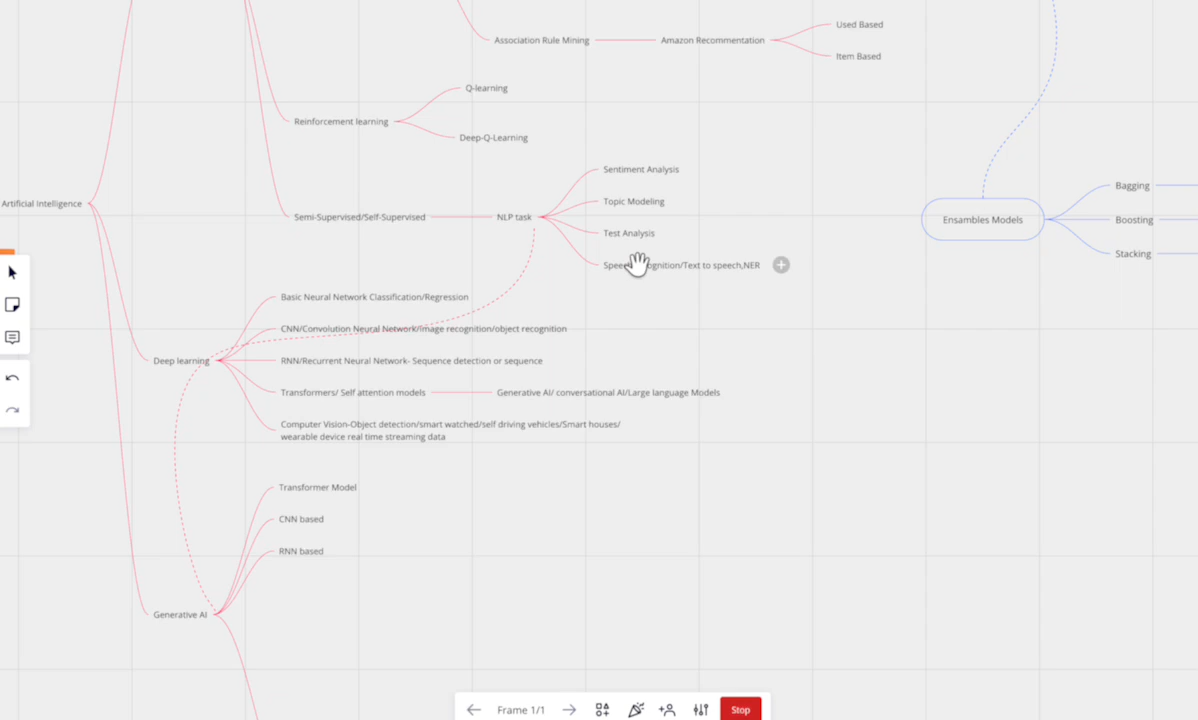 Used Based
Association Rule Mining
Amazon Recommentation
Item Based
Q-learning
Reinforcement learning
Deep-Q-Learning
Sentiment Analysis
Bagging
Artificial Intelligence
Topic Modeling
Semi-Supervised/Self-Supervised
NLP task
Ensambles Models
Boosting
Test Analysis
Stacking
ognition/Text to speech,NER
Basic Neural Network Classification/Regression
CNN/Convolution Neural Network/Image recognition/object recognition
Deep learning
RNN/Recurrent Neural Network- Sequence detection or sequence
Transformers/ Self attention models
Generative AI/ conversational AI/Large language Models
Computer Vision-Object detection/smart watched/self driving vehicles/Smart houses/
wearable device real time streaming data
Transformer Model
CNN based
RNN based
Generative AI
Frame 1/1
Stop